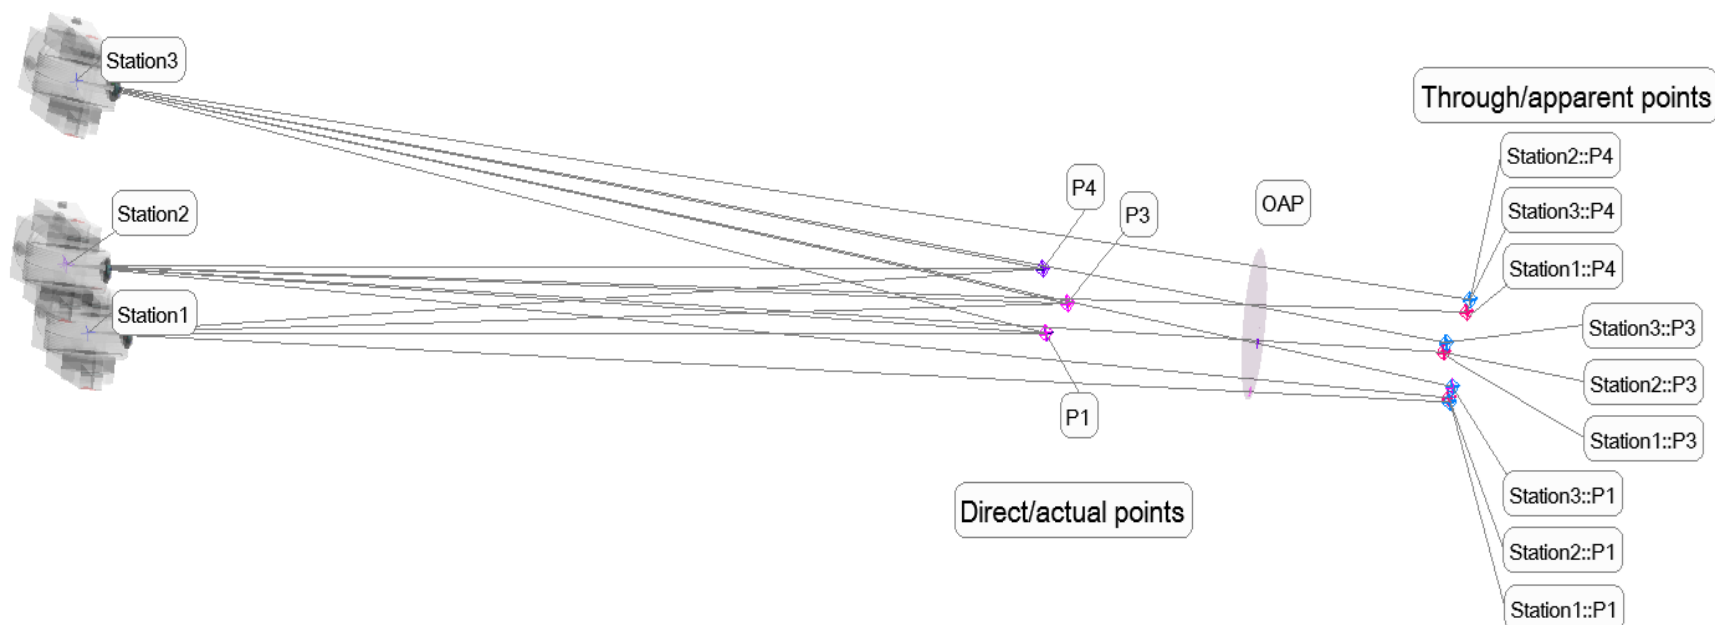 Station3
Through/apparent points
Station2::P4
P4
Station2
P3
OAP
Station3::P4
Station1::P4
Station1
Station3::P3
Station2::P3
P1
Station1::P3
Direct/actual points
Station3::P1
Station2::P1
Station1::P1